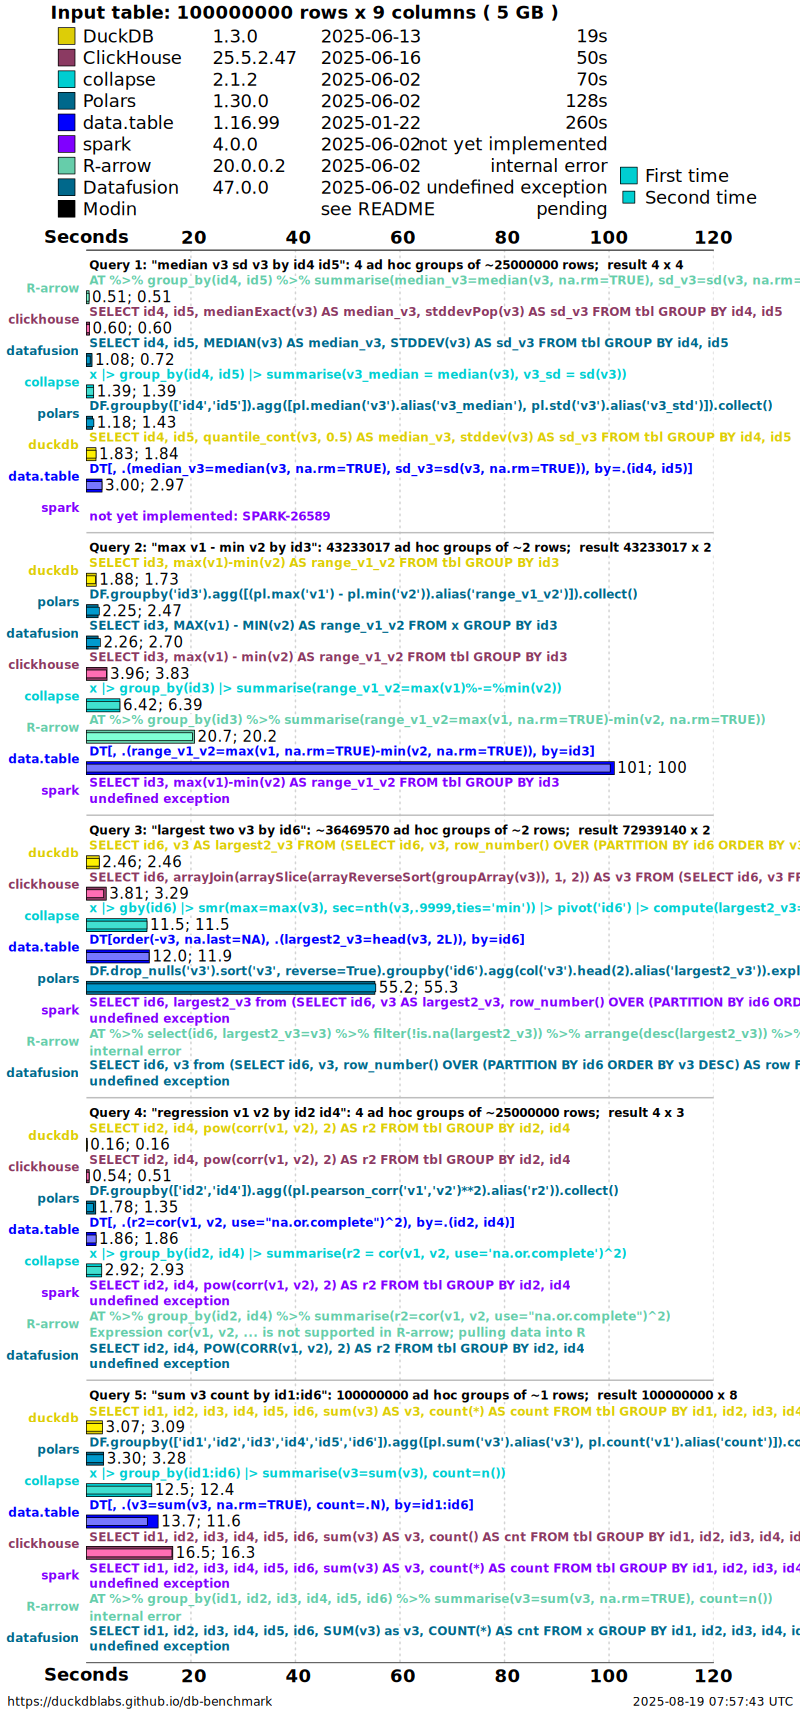 Input table: 100000000 rows x 9 columns ( 5 GB )
DuckDB 1.3.0 2025-06-13 19s
ClickHouse 25.5.2.47 2025-06-16 50s
collapse 2.1.2 2025-06-02 70s
Polars 1.30.0 2025-06-02 128s
data.table 1.16.99 2025-01-22 260s
spark 4.0.0 2025-06-02 not yet implemented
R-arrow 20.0.0.2 2025-06-02 internal error
Datafusion 47.0.0 2025-06-02 undefined exception
Modin see README pending
First time
Second time
Seconds 20 40 60 80 100 120
Query 1: "median v3 sd v3 by id4 id5": 4 ad hoc groups of ~25000000 rows; result 4 x 4
R-arrow AT %>% group_by(id4, id5) %>% summarise(median_v3=median(v3, na.rm=TRUE), sd_v3=sd(v3, na.rm=
0.51; 0.51
clickhouse SELECT id4, id5, medianExact(v3) AS median_v3, stddevPop(v3) AS sd_v3 FROM tbl GROUP BY id4, id5
0.60; 0.60
datafusion SELECT id4, id5, MEDIAN(v3) AS median_v3, STDDEV(v3) AS sd_v3 FROM tbl GROUP BY id4, id5
1.08; 0.72
collapse x |> group_by(id4, id5) |> summarise(v3_median = median(v3), v3_sd = sd(v3))
1.39; 1.39
polars DF.groupby(['id4','id5']).agg([pl.median('v3').alias('v3_median'), pl.std('v3').alias('v3_std')]).collect()
1.18; 1.43
duckdb SELECT id4, id5, quantile_cont(v3, 0.5) AS median_v3, stddev(v3) AS sd_v3 FROM tbl GROUP BY id4, id5
1.83; 1.84
data.table DT[, .(median_v3=median(v3, na.rm=TRUE), sd_v3=sd(v3, na.rm=TRUE)), by=.(id4, id5)]
3.00; 2.97
spark not yet implemented: SPARK-26589
Query 2: "max v1 - min v2 by id3": 43233017 ad hoc groups of ~2 rows; result 43233017 x 2
duckdb SELECT id3, max(v1)-min(v2) AS range_v1_v2 FROM tbl GROUP BY id3
1.88; 1.73
polars DF.groupby('id3').agg([(pl.max('v1') - pl.min('v2')).alias('range_v1_v2')]).collect()
2.25; 2.47
datafusion SELECT id3, MAX(v1) - MIN(v2) AS range_v1_v2 FROM x GROUP BY id3
2.26; 2.70
clickhouse SELECT id3, max(v1) - min(v2) AS range_v1_v2 FROM tbl GROUP BY id3
3.96; 3.83
collapse x |> group_by(id3) |> summarise(range_v1_v2=max(v1)%-=%min(v2))
6.42; 6.39
R-arrow AT %>% group_by(id3) %>% summarise(range_v1_v2=max(v1, na.rm=TRUE)-min(v2, na.rm=TRUE))
20.7; 20.2
data.table DT[, .(range_v1_v2=max(v1, na.rm=TRUE)-min(v2, na.rm=TRUE)), by=id3]
101; 100
spark SELECT id3, max(v1)-min(v2) AS range_v1_v2 FROM tbl GROUP BY id3
undefined exception
Query 3: "largest two v3 by id6": ~36469570 ad hoc groups of ~2 rows; result 72939140 x 2
duckdb SELECT id6, v3 AS largest2_v3 FROM (SELECT id6, v3, row_number() OVER (PARTITION BY id6 ORDER BY v3
2.46; 2.46
clickhouse SELECT id6, arrayJoin(arraySlice(arrayReverseSort(groupArray(v3)), 1, 2)) AS v3 FROM (SELECT id6, v3 FR
3.81; 3.29
collapse x |> gby(id6) |> smr(max=max(v3), sec=nth(v3,.9999,ties='min')) |> pivot('id6') |> compute(largest2_v3=
11.5; 11.5
data.table DT[order(-v3, na.last=NA), .(largest2_v3=head(v3, 2L)), by=id6]
12.0; 11.9
polars DF.drop_nulls('v3').sort('v3', reverse=True).groupby('id6').agg(col('v3').head(2).alias('largest2_v3')).expl
55.2; 55.3
spark SELECT id6, largest2_v3 from (SELECT id6, v3 AS largest2_v3, row_number() OVER (PARTITION BY id6 ORD
undefined exception
R-arrow AT %>% select(id6, largest2_v3=v3) %>% filter(!is.na(largest2_v3)) %>% arrange(desc(largest2_v3)) %>%
internal error
datafusion SELECT id6, v3 from (SELECT id6, v3, row_number() OVER (PARTITION BY id6 ORDER BY v3 DESC) AS row F
undefined exception
Query 4: "regression v1 v2 by id2 id4": 4 ad hoc groups of ~25000000 rows; result 4 x 3
duckdb SELECT id2, id4, pow(corr(v1, v2), 2) AS r2 FROM tbl GROUP BY id2, id4
0.16; 0.16
clickhouse SELECT id2, id4, pow(corr(v1, v2), 2) AS r2 FROM tbl GROUP BY id2, id4
0.54; 0.51
polars DF.groupby(['id2','id4']).agg((pl.pearson_corr('v1','v2')**2).alias('r2')).collect()
1.78; 1.35
data.table DT[, .(r2=cor(v1, v2, use="na.or.complete")^2), by=.(id2, id4)]
1.86; 1.86
collapse x |> group_by(id2, id4) |> summarise(r2 = cor(v1, v2, use='na.or.complete')^2)
2.92; 2.93
spark SELECT id2, id4, pow(corr(v1, v2), 2) AS r2 FROM tbl GROUP BY id2, id4
undefined exception
R-arrow AT %>% group_by(id2, id4) %>% summarise(r2=cor(v1, v2, use="na.or.complete")^2)
Expression cor(v1, v2, ... is not supported in R-arrow; pulling data into R
datafusion SELECT id2, id4, POW(CORR(v1, v2), 2) AS r2 FROM tbl GROUP BY id2, id4
undefined exception
Query 5: "sum v3 count by id1:id6": 100000000 ad hoc groups of ~1 rows; result 100000000 x 8
duckdb SELECT id1, id2, id3, id4, id5, id6, sum(v3) AS v3, count(*) AS count FROM tbl GROUP BY id1, id2, id3, id4
3.07; 3.09
polars DF.groupby(['id1','id2','id3','id4','id5','id6']).agg([pl.sum('v3').alias('v3'), pl.count('v1').alias('count')]).co
3.30; 3.28
collapse x |> group_by(id1:id6) |> summarise(v3=sum(v3), count=n())
12.5; 12.4
data.table DT[, .(v3=sum(v3, na.rm=TRUE), count=.N), by=id1:id6]
13.7; 11.6
clickhouse SELECT id1, id2, id3, id4, id5, id6, sum(v3) AS v3, count() AS cnt FROM tbl GROUP BY id1, id2, id3, id4, id
16.5; 16.3
spark SELECT id1, id2, id3, id4, id5, id6, sum(v3) AS v3, count(*) AS count FROM tbl GROUP BY id1, id2, id3, id4
undefined exception
R-arrow AT %>% group_by(id1, id2, id3, id4, id5, id6) %>% summarise(v3=sum(v3, na.rm=TRUE), count=n())
internal error
datafusion SELECT id1, id2, id3, id4, id5, id6, SUM(v3) as v3, COUNT(*) AS cnt FROM x GROUP BY id1, id2, id3, id4, id
undefined exception
Seconds 20 40 60 80 100 120
https://duckdblabs.github.io/db-benchmark 2025-08-19 07:57:43 UTC